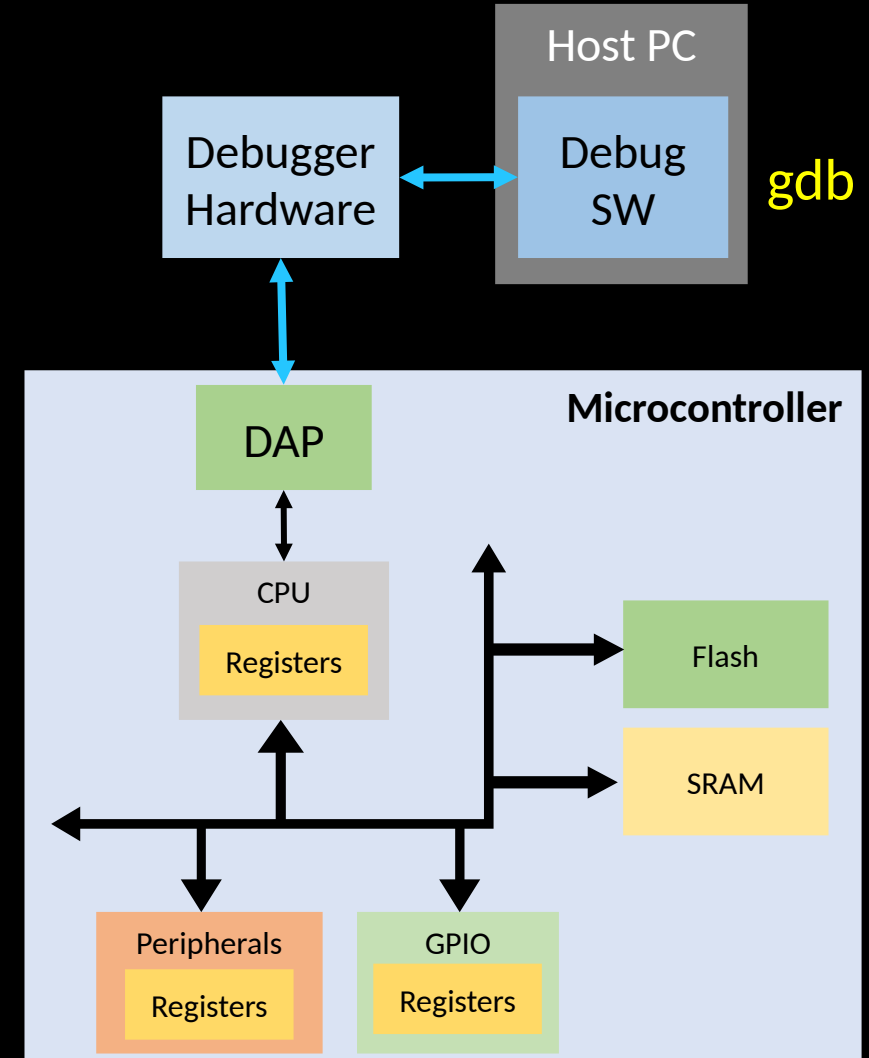 Host PC
Debugger
Hardware
Debug
SW
gdb
Microcontroller
DAP
CPU
Registers
Flash
SRAM
Peripherals
Registers
GPIO
Registers